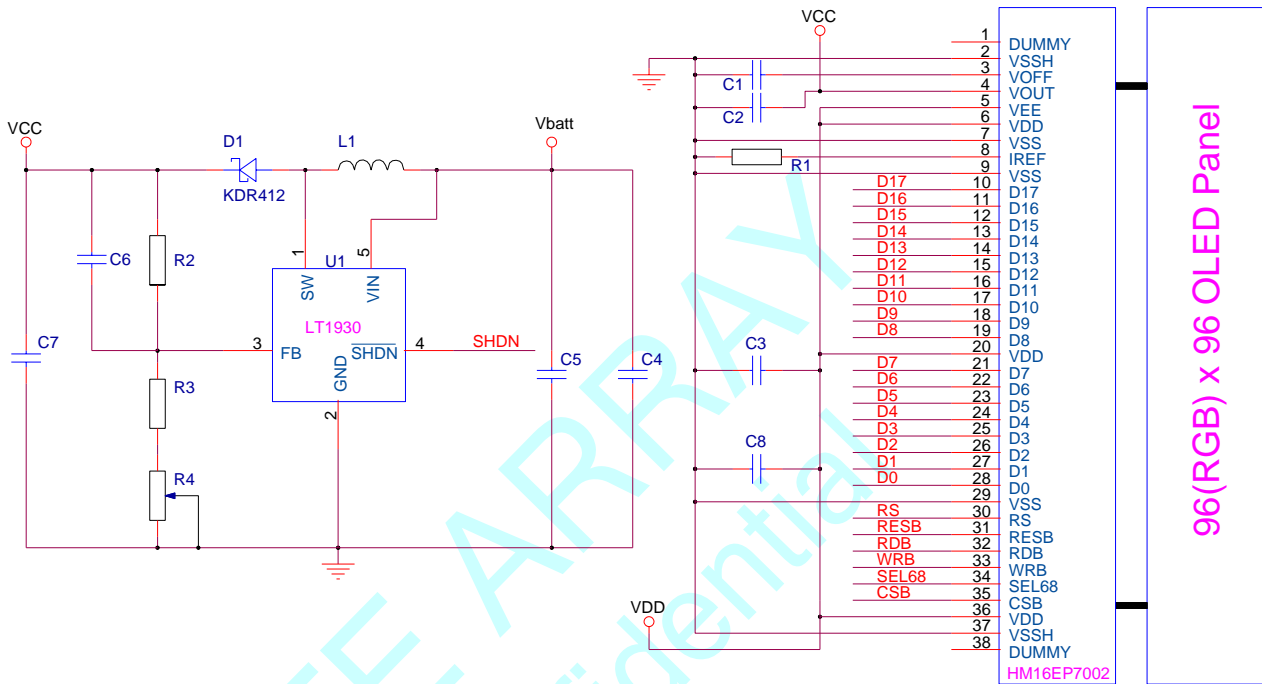 VCC
D1
KDR412
L1
Vbatt
C6
R2
C7
R3
R4
U1
1
5
SW
VIN
LT1930
3
FB
SHDN
4
SHDN
GND
2
C5
C4
VCC
C1
C2
R1
C3
C8
VDD
1 DUMMY
2 VSSH
3 VOFF
4 VOUT
5 VEE
6 VDD
7 VSS
8 IREF
9 VSS
D17 10 D17
D16 11 D16
D15 12 D15
D14 13 D14
D13 14 D13
D12 15 D12
D11 16 D11
D10 17 D10
D9 18 D9
D8 19 D8
20 VDD
D7 21 D7
D6 22 D6
D5 23 D5
D4 24 D4
D3 25 D3
D2 26 D2
D1 27 D1
D0 28 D0
29 VSS
RS 30 RS
RESB 31 RESB
RDB 32 RDB
WRB 33 WRB
SEL68 34 SEL68
CSB 35 CSB
36 VDD
37 VSSH
38 DUMMY
HM16EP7002
96(RGB) x 96 OLED Panel
ARRAY